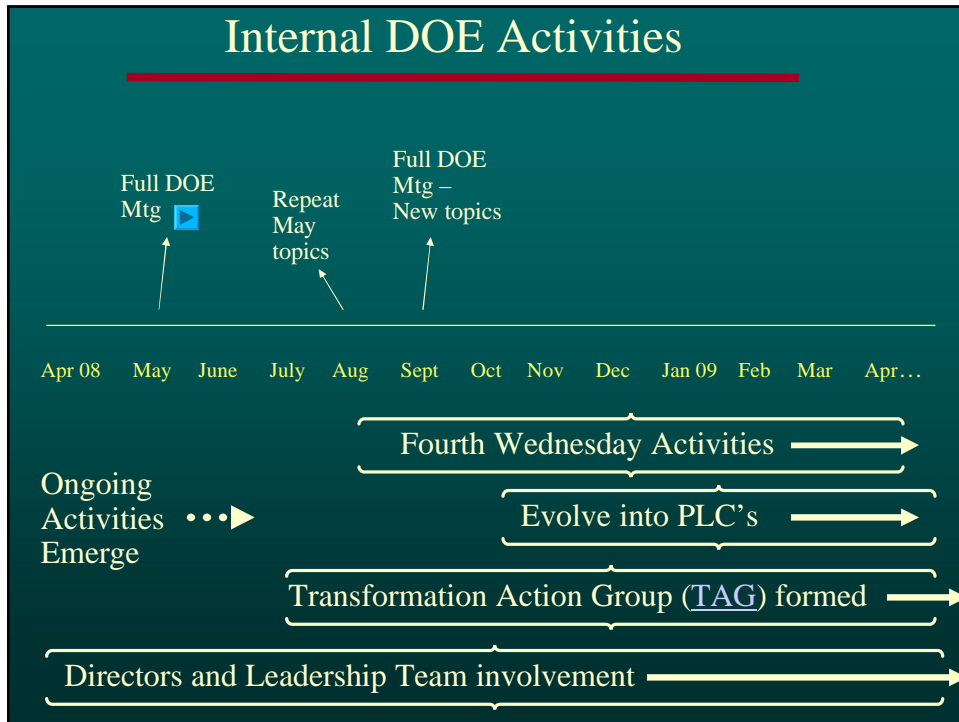 Internal DOE Activities
Full DOE
Mtg
Repeat
May
topics
Full DOE
Mtg –
New topics
Apr 08 May June July Aug Sept Oct Nov Dec Jan 09 Feb Mar Apr…
Fourth Wednesday Activities
Ongoing
Activities
Emerge
Evolve into PLC's
Transformation Action Group (TAG) formed
Directors and Leadership Team involvement